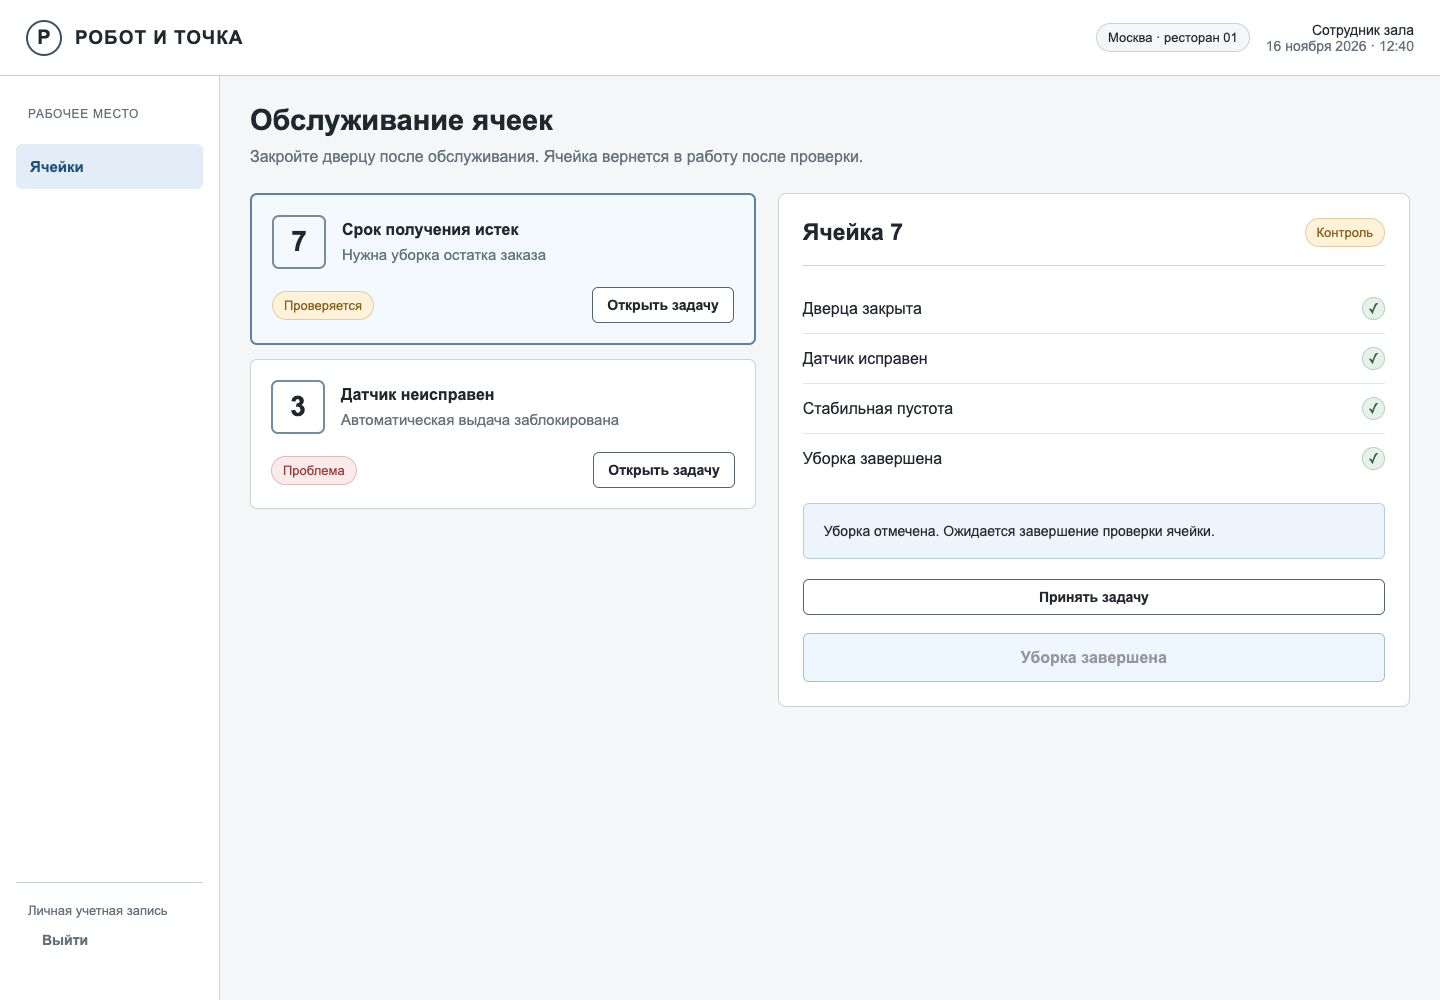 Р РОБОТ И ТОЧКА
Москва · ресторан 01
Сотрудник зала
16 ноября 2026 · 12:40
РАБОЧЕЕ МЕСТО
Ячейки
Личная учетная запись
Выйти
Обслуживание ячеек
Закройте дверцу после обслуживания. Ячейка вернется в работу после проверки.
7
Срок получения истек
Нужна уборка остатка заказа
Проверяется
Открыть задачу
3
Датчик неисправен
Автоматическая выдача заблокирована
Проблема
Открыть задачу
Ячейка 7
Контроль
Дверца закрыта ✓
Датчик исправен ✓
Стабильная пустота ✓
Уборка завершена ✓
Уборка отмечена. Ожидается завершение проверки ячейки.
Принять задачу
Уборка завершена